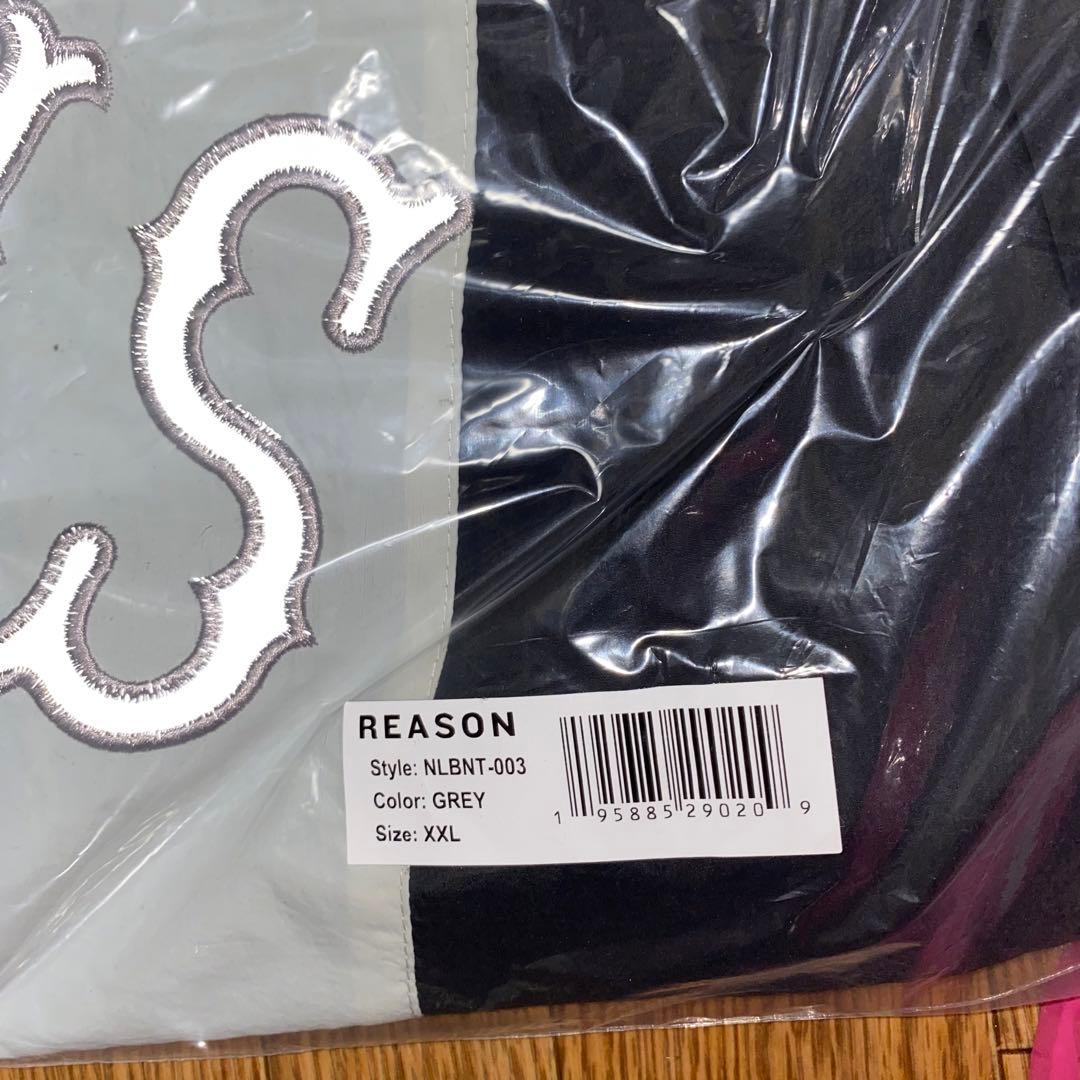 S
REASON
Style: NLBNT-003
Color: GREY
Size: XXL
1 95885 29020 9